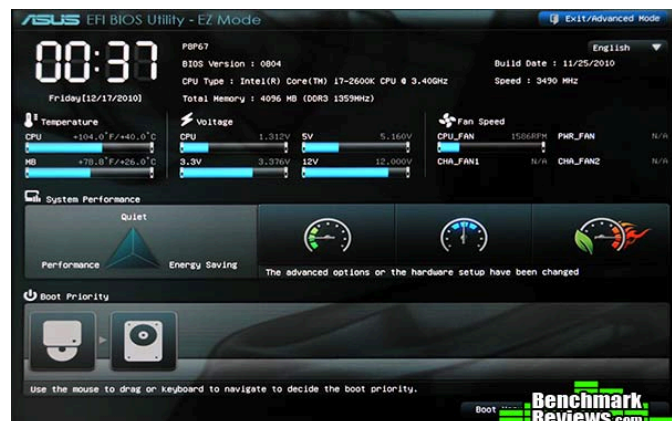 ASUS EFI BIOS Utility - EZ Mode
Exit/Advanced Mode
00:37
Friday[12/17/2010]
P8P67
English
BIOS Version : 0804
Build Date : 11/25/2010
CPU Type : Intel(R) Core(TM) i7-2600K CPU @ 3.40GHz
Speed : 3490 MHz
Total Memory : 4096 MB (DDR3 1359MHz)
Temperature
Voltage
Fan Speed
CPU +104.0°F/+40.0°C
CPU 1.312V 5V 5.160V
CPU_FAN 1586RPM PWR_FAN N/A
MB +78.8°F/+26.0°C
3.3V 3.376V 12V 12.000V
CHA_FAN1 N/A CHA_FAN2 N/A
System Performance
Quiet
Performance
Energy Saving
The advanced options or the hardware setup have been changed
Boot Priority
Use the mouse to drag or keyboard to navigate to decide the boot priority.
Boot
Benchmark
Reviews.com